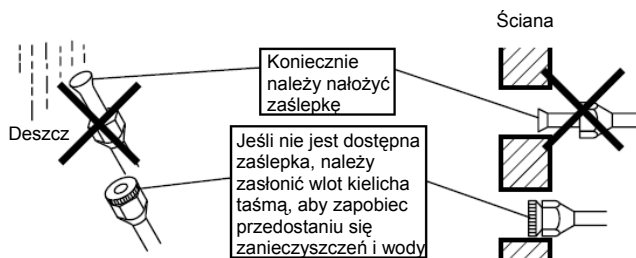 Ściana
Koniecznie
należy nałożyć
zaślepkę
Deszcz
Jeśli nie jest dostępna
zaślepka, należy
zasłonić wlot kielicha
taśmą, aby zapobiec
przedostaniu się
zanieczyszczeń i wody